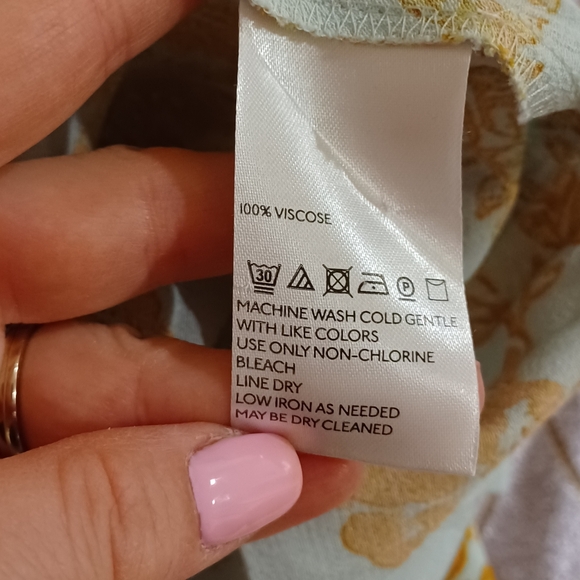 100% VISCOSE
30 P
MACHINE WASH COLD GENTLE
WITH LIKE COLORS
USE ONLY NON-CHLORINE
BLEACH
LINE DRY
LOW IRON AS NEEDED
MAY BE DRY CLEANED